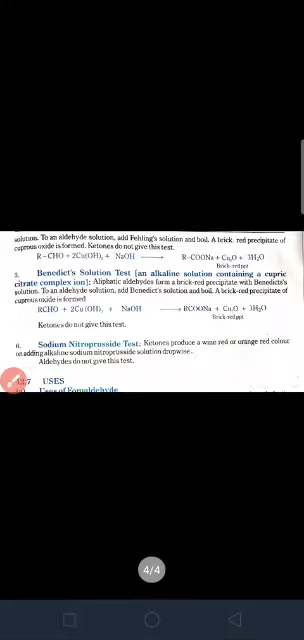 solution. To an aldehyde solution, add Fehling's solution and boil. A brick red precipitate of
cuprous oxide is formed. Ketones do not give this test.
R–CHO + 2Cu(OH)₂ + NaOH ⟶ R–COONa + Cu₂O + 3H₂O
Brick-red ppt
5. Benedict's Solution Test [an alkaline solution containing a cupric
citrate complex ion]: Aliphatic aldehydes form a brick-red precipitate with Benedict's
solution. To an aldehyde solution, add Benedict's solution and boil. A brick-red precipitate of
cuprous oxide is formed
RCHO + 2Cu(OH)₂ + NaOH ⟶ RCOONa + Cu₂O + 3H₂O
Brick-red ppt
Ketones do not give this test.
6. Sodium Nitroprusside Test: Ketones produce a wine red or orange red colour
on adding alkaline sodium nitroprusside solution dropwise.
Aldehydes do not give this test.
12.7 USES
Uses of Fomaldehyde
4/4